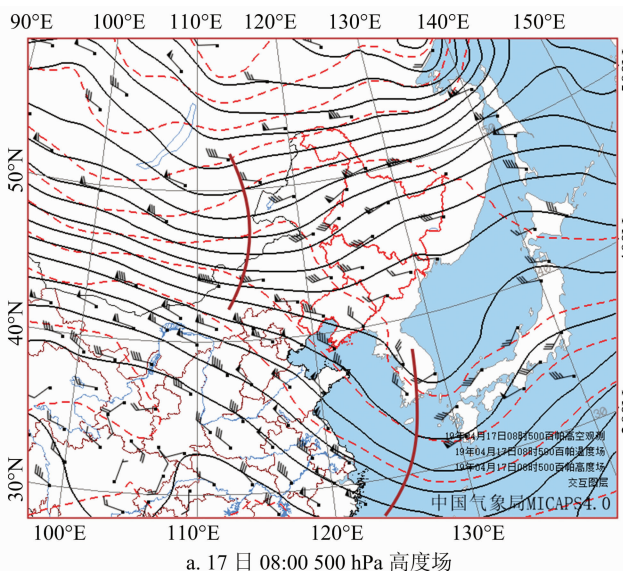 90°E 100°E 110°E 120°E 130°E 140°E 150°E
50°N
40°N
40
30°N
30
19年04月17日08时500百帕高空观测
19年04月17日08时500百帕温度场
19年04月17日08时500百帕高度场
交互图层
中国气象局MICAPS4.0
100°E 110°E 120°E 130°E
a. 17 日 08:00 500 hPa 高度场